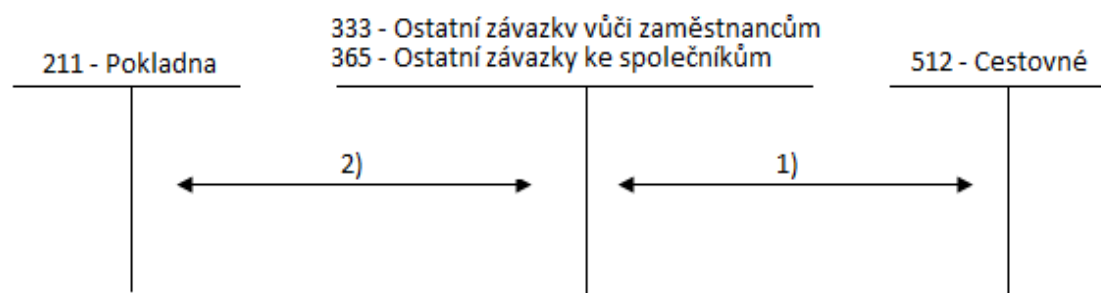 333 - Ostatní závazkv vůči zaměstnancům
365 - Ostatní závazky ke společníkům
211 - Pokladna
512 - Cestovné
2)
1)